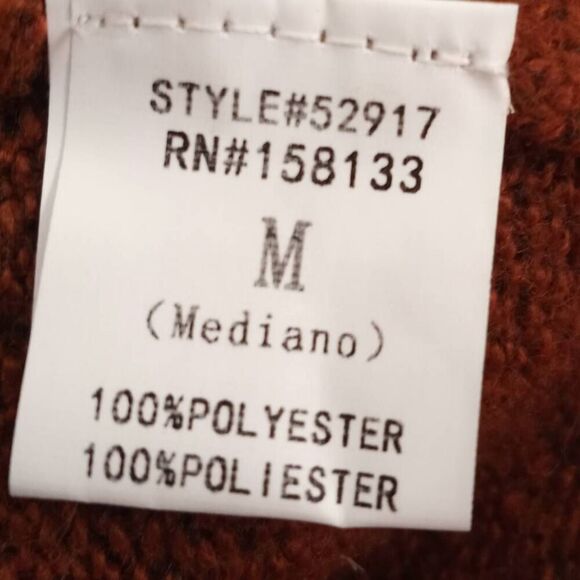 STYLE#52917
RN#158133
M
(Mediano)
100%POLYESTER
100%POLIESTER